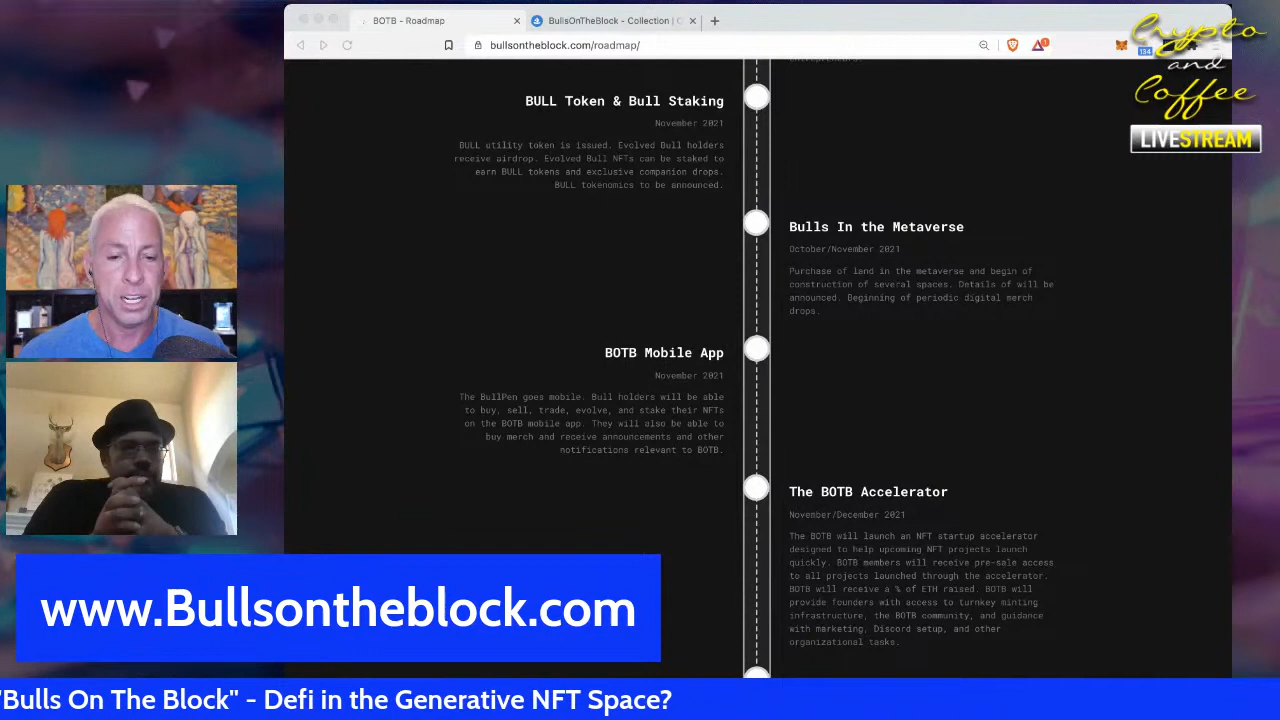 BOTB - Roadmap
BullsOnTheBlock - Collection | O
bullsontheblock.com/roadmap/
134
1
Crypto
and
Coffee
LIVESTREAM
entrepreneurs.
BULL Token & Bull Staking
November 2021
BULL utility token is issued. Evolved Bull holders
receive airdrop. Evolved Bull NFTs can be staked to
earn BULL tokens and exclusive companion drops.
BULL tokenomics to be announced.
Bulls In the Metaverse
October/November 2021
Purchase of land in the metaverse and begin of
construction of several spaces. Details of will be
announced. Beginning of periodic digital merch
drops.
BOTB Mobile App
November 2021
The BullPen goes mobile. Bull holders will be able
to buy, sell, trade, evolve, and stake their NFTs
on the BOTB mobile app. They will also be able to
buy merch and receive announcements and other
notifications relevant to BOTB.
The BOTB Accelerator
November/December 2021
The BOTB will launch an NFT startup accelerator
designed to help upcoming NFT projects launch
quickly. BOTB members will receive pre-sale access
to all projects launched through the accelerator.
BOTB will receive a % of ETH raised. BOTB will
provide founders with access to turnkey minting
infrastructure, the BOTB community, and guidance
with marketing, Discord setup, and other
organizational tasks.
www.Bullsontheblock.com
"Bulls On The Block" - Defi in the Generative NFT Space?